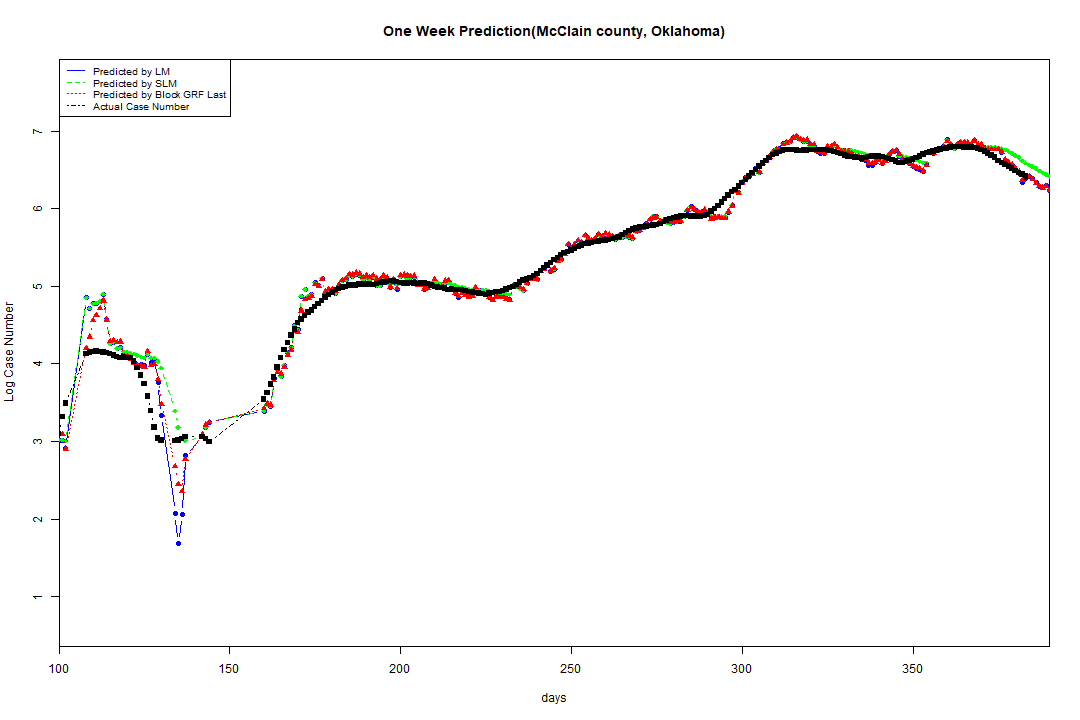 One Week Prediction(McClain county, Oklahoma)
Predicted by LM
Predicted by SLM
Predicted by Block GRF Last
Actual Case Number
7
6
5
4
3
2
1
Log Case Number
100 150 200 250 300 350
days